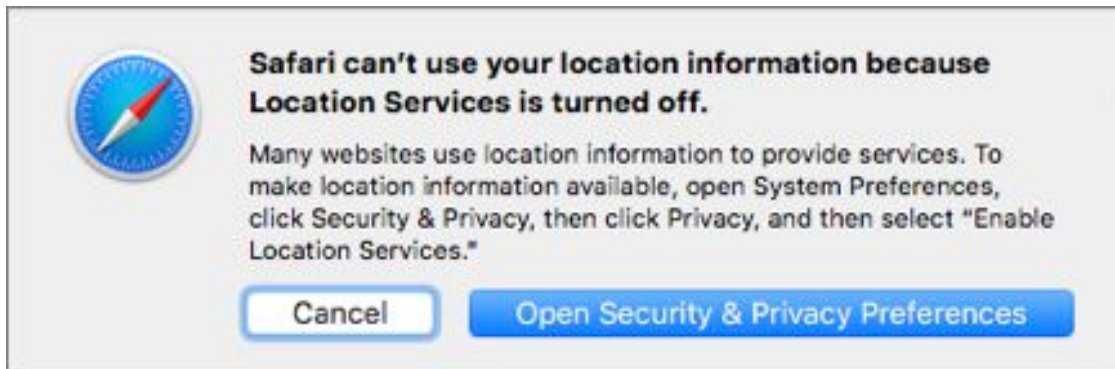 Safari can’t use your location information because
Location Services is turned off.
Many websites use location information to provide services. To
make location information available, open System Preferences,
click Security & Privacy, then click Privacy, and then select “Enable
Location Services.”
Cancel
Open Security & Privacy Preferences